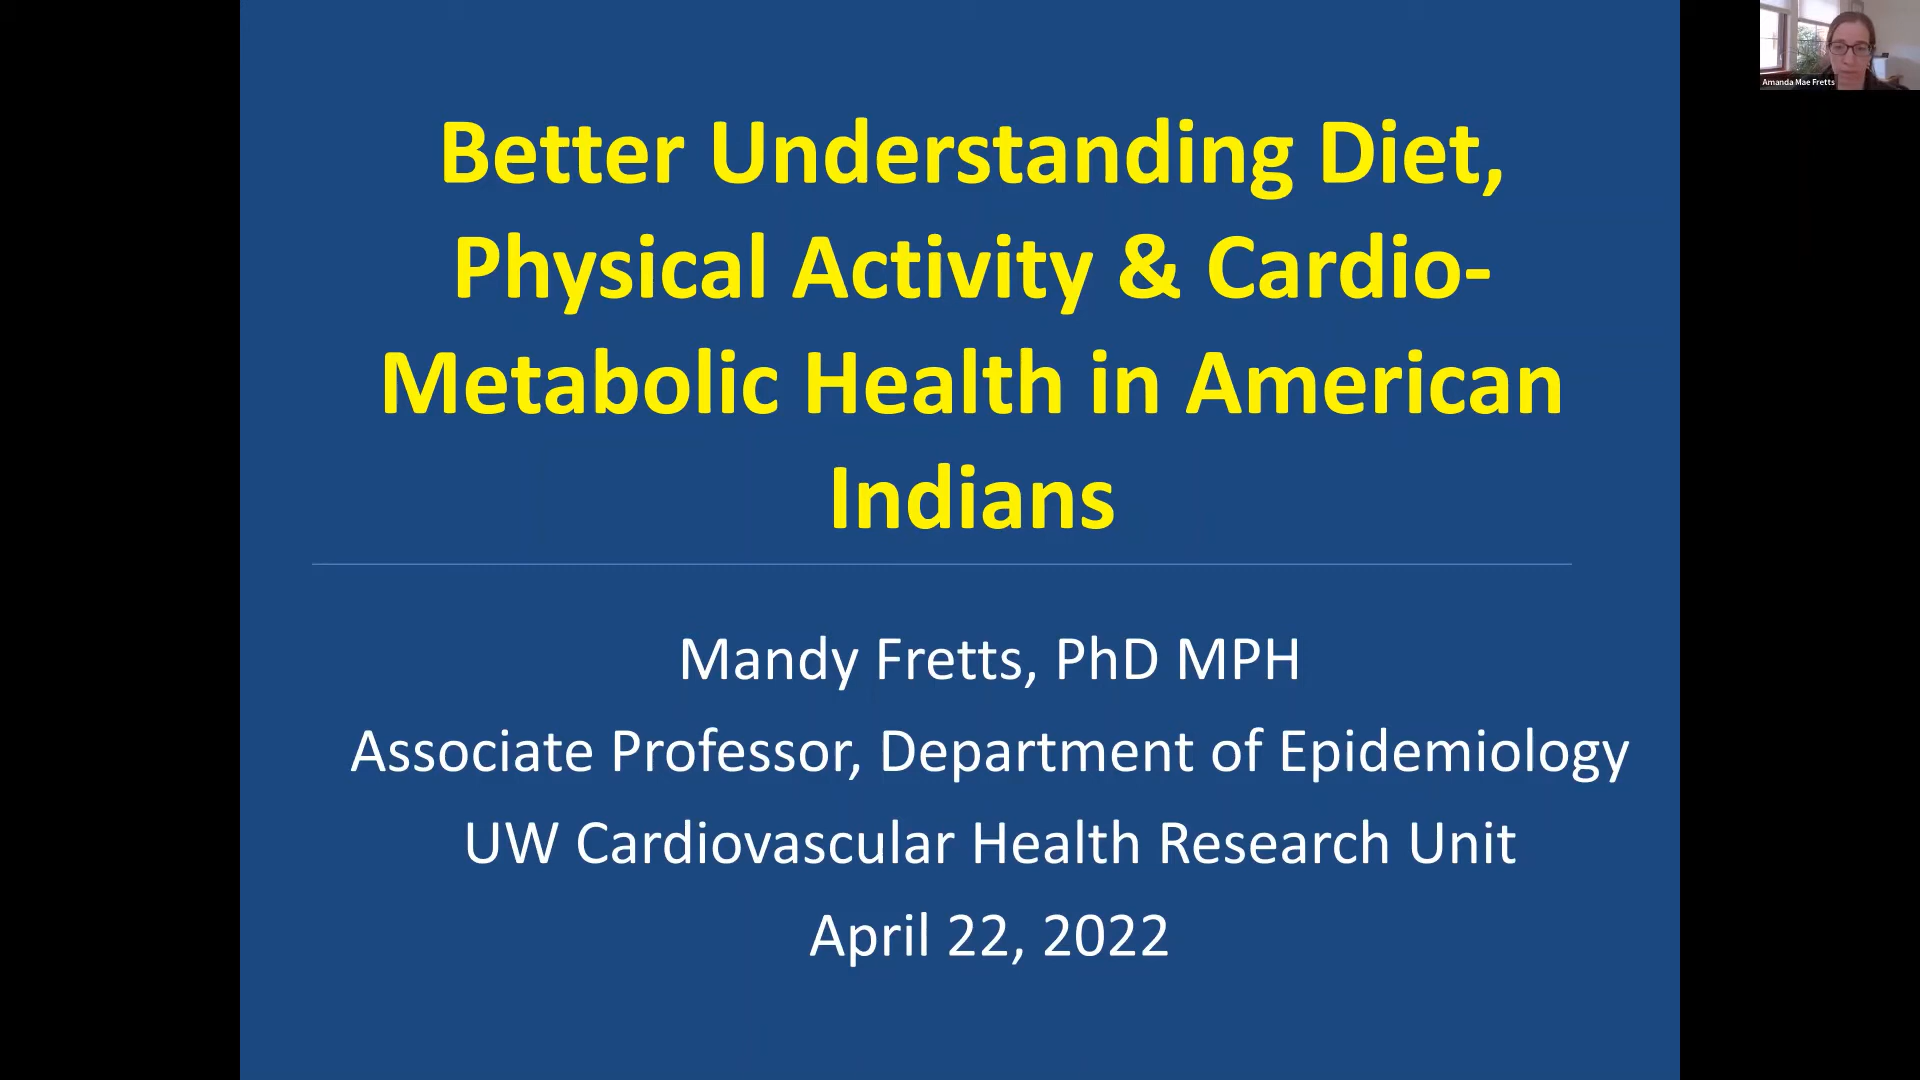 Better Understanding Diet,
Physical Activity & Cardio-
Metabolic Health in American
Indians
Mandy Fretts, PhD MPH
Associate Professor, Department of Epidemiology
UW Cardiovascular Health Research Unit
April 22, 2022
Amanda Mae Fretts